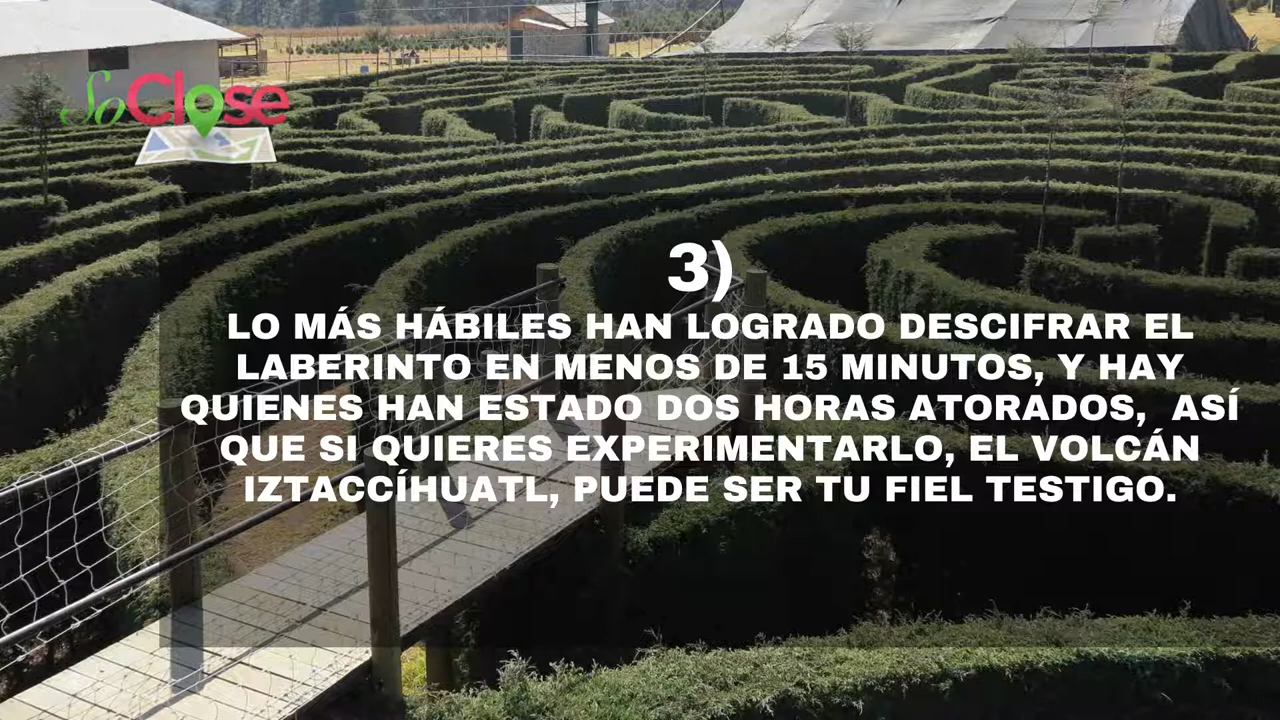 SoClose
3)
LO MÁS HÁBILES HAN LOGRADO DESCIFRAR EL
LABERINTO EN MENOS DE 15 MINUTOS, Y HAY
QUIENES HAN ESTADO DOS HORAS ATORADOS,  ASÍ
QUE SI QUIERES EXPERIMENTARLO, EL VOLCÁN
IZTACCÍHUATL, PUEDE SER TU FIEL TESTIGO.